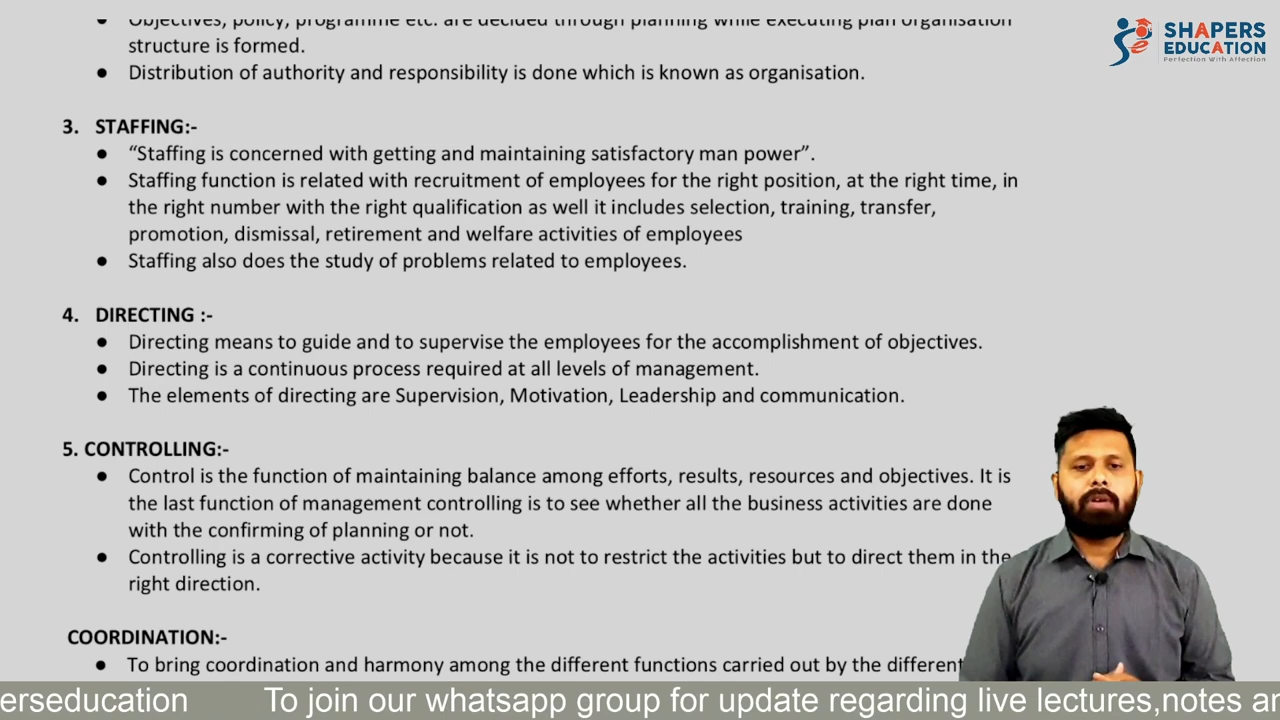 ● Objectives, policy, programme etc. are decided through planning while executing plan organisation
structure is formed.
● Distribution of authority and responsibility is done which is known as organisation.
3. STAFFING:-
● “Staffing is concerned with getting and maintaining satisfactory man power”.
● Staffing function is related with recruitment of employees for the right position, at the right time, in
the right number with the right qualification as well it includes selection, training, transfer,
promotion, dismissal, retirement and welfare activities of employees
● Staffing also does the study of problems related to employees.
4. DIRECTING :-
● Directing means to guide and to supervise the employees for the accomplishment of objectives.
● Directing is a continuous process required at all levels of management.
● The elements of directing are Supervision, Motivation, Leadership and communication.
5. CONTROLLING:-
● Control is the function of maintaining balance among efforts, results, resources and objectives. It is
the last function of management controlling is to see whether all the business activities are done
with the confirming of planning or not.
● Controlling is a corrective activity because it is not to restrict the activities but to direct them in the
right direction.
COORDINATION:-
● To bring coordination and harmony among the different functions carried out by the different
SHAPERS
EDUCATION
Perfection With Affection
erseducation To join our whatsapp group for update regarding live lectures,notes ar